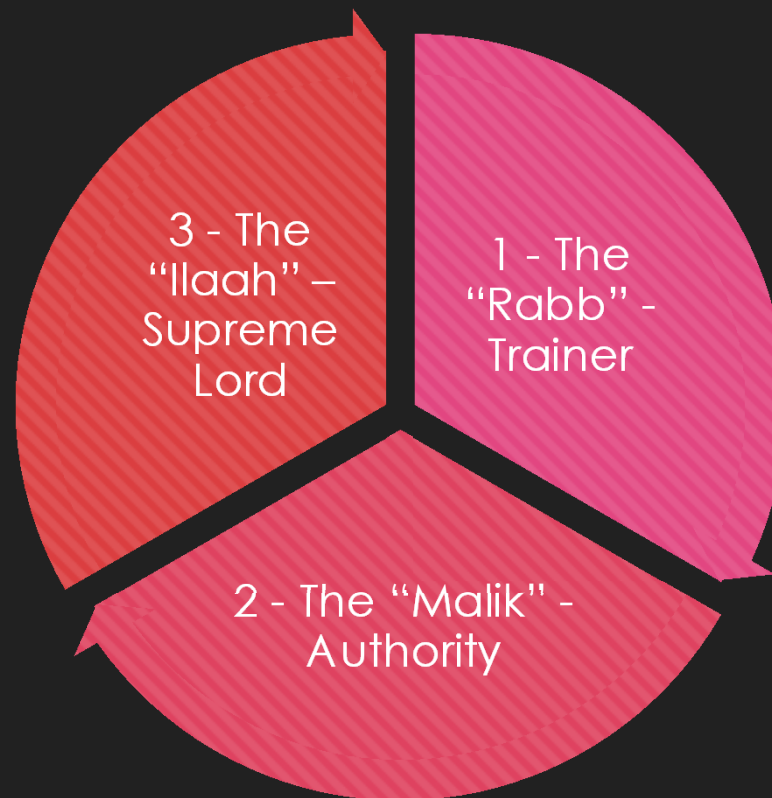 1 - The
“Rabb” -
Trainer
2 - The “Malik” -
Authority
3 - The
“Ilaah” –
Supreme
Lord